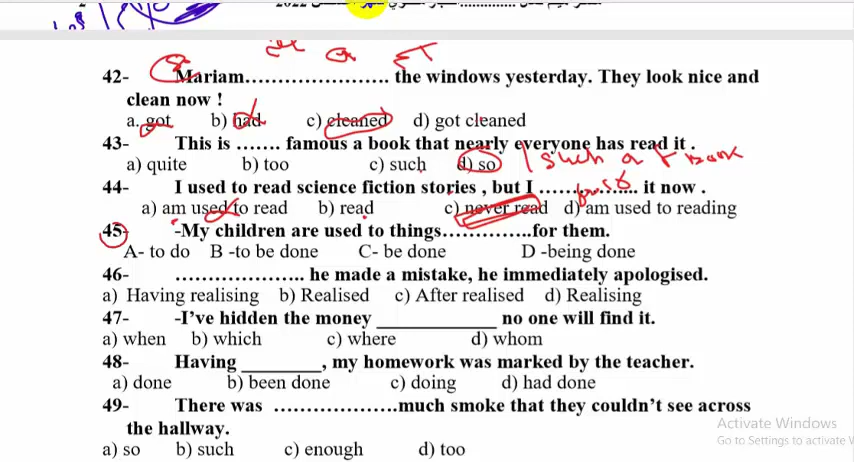 42- Mariam…………………… the windows yesterday. They look nice and
clean now !
a. got b) had c) cleaned d) got cleaned
43- This is ……. famous a book that nearly everyone has read it .
a) quite b) too c) such d) so such a book
44- I used to read science fiction stories , but I ……………. it now .
a) am used to read b) read c) never read d) am used to reading
45- -My children are used to things…………..for them.
A- to do B -to be done C- be done D -being done
46- ……………….. he made a mistake, he immediately apologised.
a) Having realising b) Realised c) After realised d) Realising
47- -I’ve hidden the money ____________ no one will find it.
a) when b) which c) where d) whom
48- Having ________, my homework was marked by the teacher.
a) done b) been done c) doing d) had done
49- There was ………………..much smoke that they couldn’t see across
the hallway.
a) so b) such c) enough d) too
Activate Windows
Go to Settings to activate